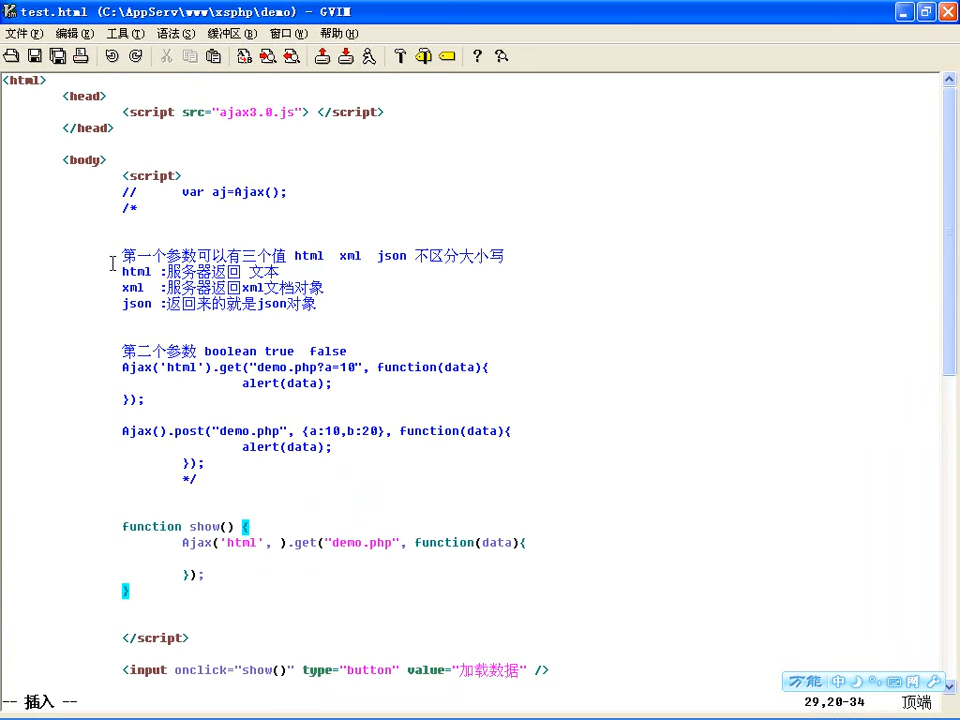 test.html (C:\AppServ\www\xsphp\demo) - GVIM
文件(F) 编辑(E) 工具(T) 语法(S) 缓冲区(B) 窗口(W) 帮助(H)
<html>
<head>
<script src="ajax3.0.js"> </script>
</head>
<body>
<script>
// var aj=Ajax();
/*
第一个参数可以有三个值 html xml json 不区分大小写
html :服务器返回 文本
xml :服务器返回xml文档对象
json :返回来的就是json对象
第二个参数 boolean true false
Ajax('html').get("demo.php?a=10", function(data){
alert(data);
});
Ajax().post("demo.php", {a:10,b:20}, function(data){
alert(data);
});
*/
function show() {
Ajax('html', ).get("demo.php", function(data){
});
}
</script>
<input onclick="show()" type="button" value="加载数据" />
万能 中 网
-- 插入 -- 29,20-34 顶端